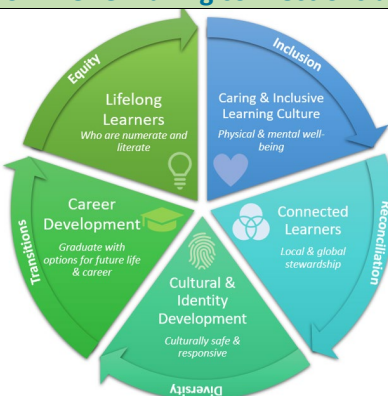 Equity
Lifelong
Learners
Who are numerate and
literate
Inclusion
Caring & Inclusive
Learning Culture
Physical & mental well-
being
Reconciliation
Connected
Learners
Local & global
stewardship
Diversity
Cultural &
Identity
Development
Culturally safe &
responsive
Transitions
Career
Development
Graduate with
options for future life
& career